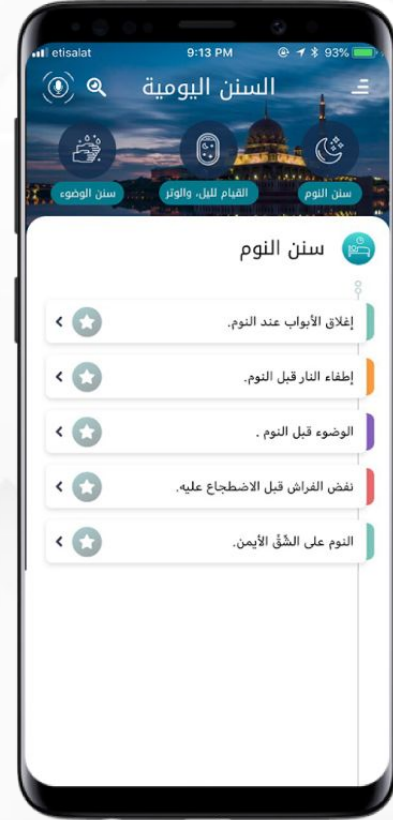 etisalat 9:13 PM 93%
السنن اليومية
سنن النوم
القيام لليل، والوتر
سنن الوضوء
سنن النوم
إغلاق الأبواب عند النوم.
إطفاء النار قبل النوم.
الوضوء قبل النوم .
نفض الفراش قبل الاضطجاع عليه.
النوم على الشِّقِّ الأيمن.